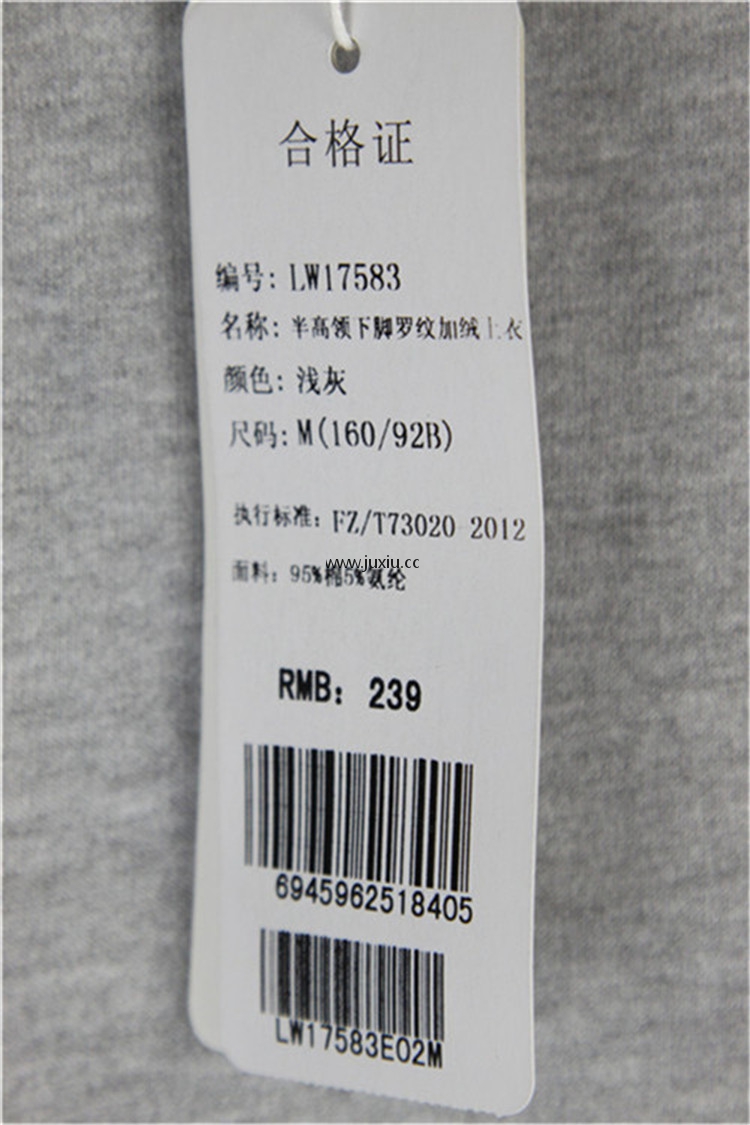 合格证
编号: LW17583
名称: 半高领下脚罗纹加绒上衣
颜色: 浅灰
尺码: M(160/92B)
执行标准: FZ/T73020-2012
www.juxiu.cc
面料: 95%棉5%氨纶
RMB: 239
6945962518405
LW17583E02M